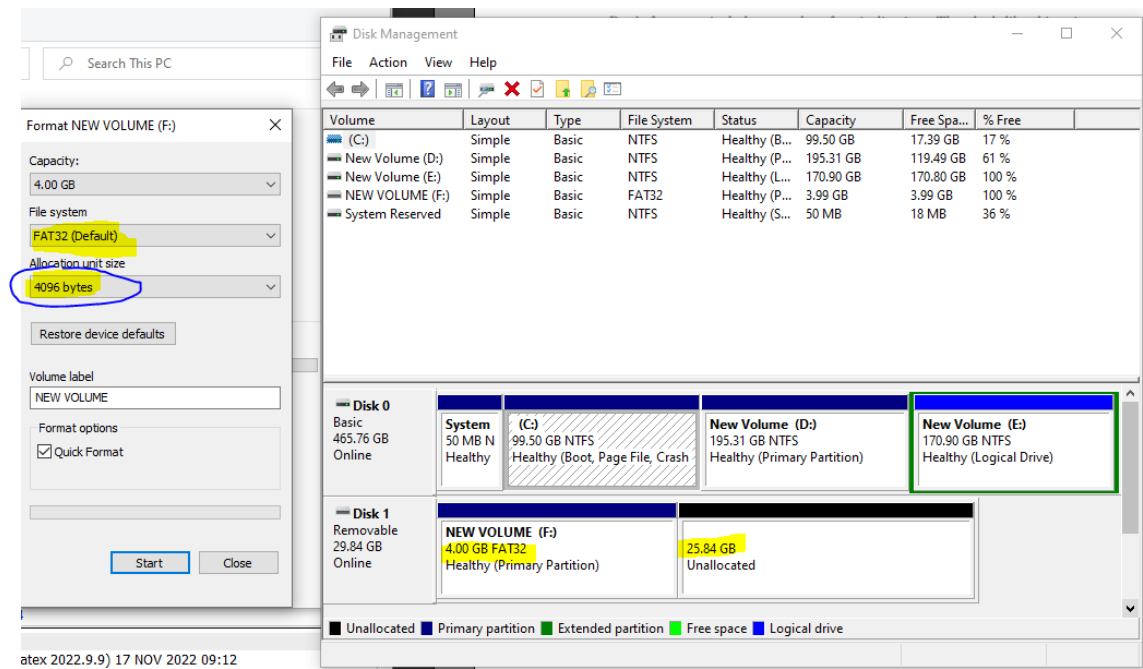 Search This PC
Format NEW VOLUME (F:)
Capacity:
4.00 GB
File system
FAT32 (Default)
Allocation unit size
4096 bytes
Restore device defaults
Volume label
NEW VOLUME
Format options
Quick Format
Start Close
atex 2022.9.9) 17 NOV 2022 09:12
Disk Management
File Action View Help
Volume Layout Type File System Status Capacity Free Spa... % Free
(C:) Simple Basic NTFS Healthy (B... 99.50 GB 17.39 GB 17 %
New Volume (D:) Simple Basic NTFS Healthy (P... 195.31 GB 119.49 GB 61 %
New Volume (E:) Simple Basic NTFS Healthy (L... 170.90 GB 170.80 GB 100 %
NEW VOLUME (F:) Simple Basic FAT32 Healthy (P... 3.99 GB 3.99 GB 100 %
System Reserved Simple Basic NTFS Healthy (S... 50 MB 18 MB 36 %
Disk 0
Basic
465.76 GB
Online
System
50 MB N
Healthy
(C:)
99.50 GB NTFS
Healthy (Boot, Page File, Crash
New Volume (D:)
195.31 GB NTFS
Healthy (Primary Partition)
New Volume (E:)
170.90 GB NTFS
Healthy (Logical Drive)
Disk 1
Removable
29.84 GB
Online
NEW VOLUME (F:)
4.00 GB FAT32
Healthy (Primary Partition)
25.84 GB
Unallocated
Unallocated Primary partition Extended partition Free space Logical drive